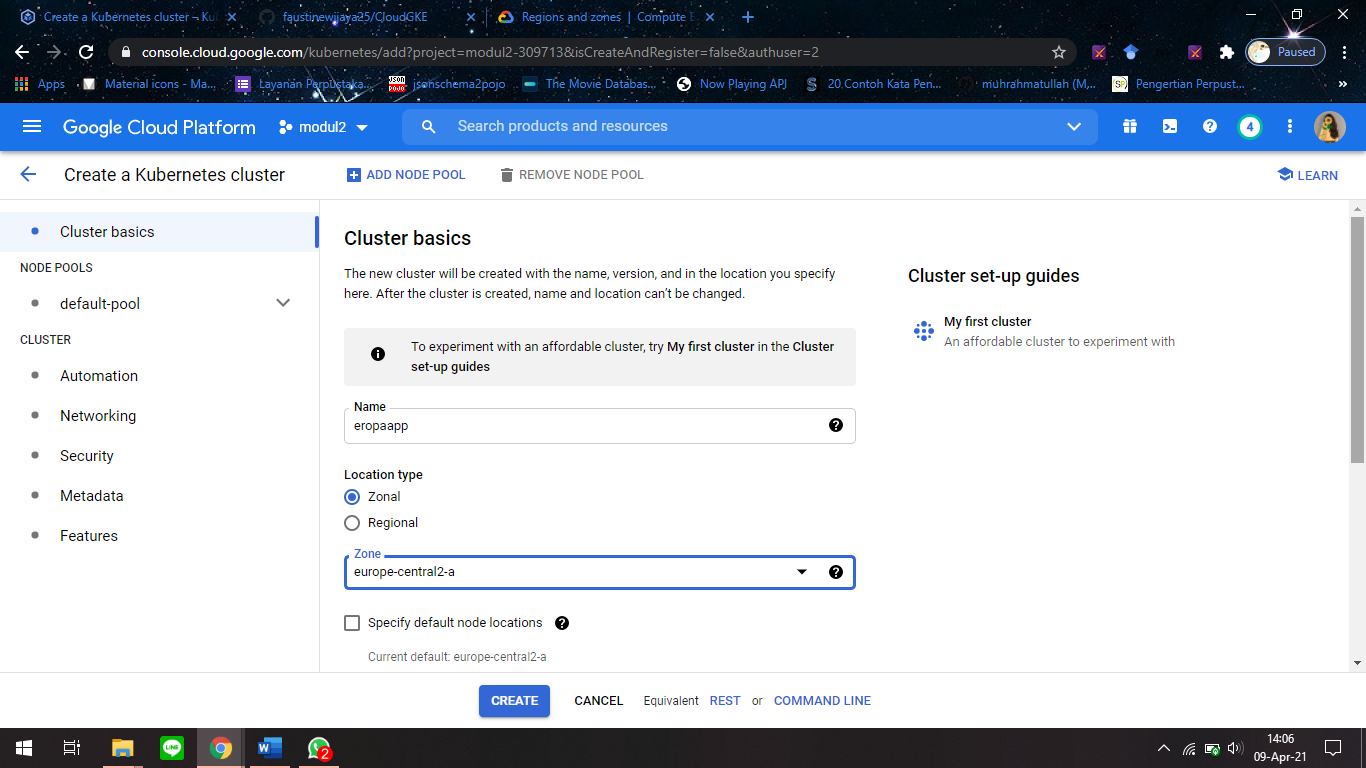 Create a Kubernetes cluster – Ku
faustinewijaya25/CloudGKE
Regions and zones | Compute E
console.cloud.google.com/kubernetes/add?project=modul2-309713&isCreateAndRegister=false&authuser=2
Paused
Apps
Material icons - Ma...
Layanan Perpustaka...
JSON
POJO
jsonschema2pojo
The Movie Databas...
Now Playing API
20 Contoh Kata Pen...
muhrahmatullah (M,...
Pengertian Perpust...
»
Google Cloud Platform
modul2
Search products and resources
4
Create a Kubernetes cluster
ADD NODE POOL
REMOVE NODE POOL
LEARN
Cluster basics
NODE POOLS
default-pool
CLUSTER
Automation
Networking
Security
Metadata
Features
Cluster basics
The new cluster will be created with the name, version, and in the location you specify
here. After the cluster is created, name and location can't be changed.
To experiment with an affordable cluster, try My first cluster in the Cluster
set-up guides
Name
eropaapp
Location type
Zonal
Regional
Zone
europe-central2-a
Specify default node locations
Current default: europe-central2-a
Cluster set-up guides
My first cluster
An affordable cluster to experiment with
CREATE
CANCEL
Equivalent REST or COMMAND LINE
LINE
W
2
14:06
09-Apr-21